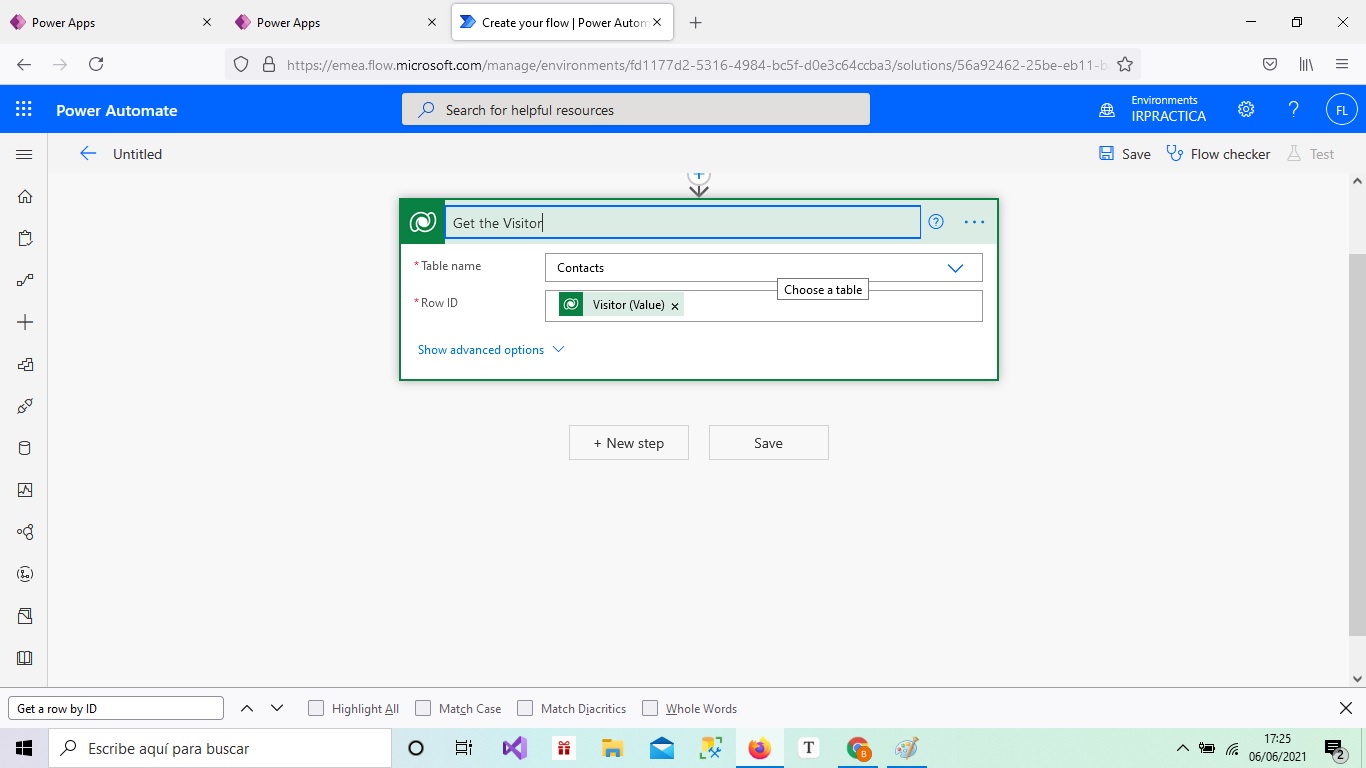 Power Apps
Power Apps
Create your flow | Power Autom
https://emea.flow.microsoft.com/manage/environments/fd1177d2-5316-4984-bc5f-d0e3c64ccba3/solutions/56a92462-25be-eb11-b
Power Automate
Search for helpful resources
Environments
IRPRACTICA
?
FL
Untitled
Save
Flow checker
Test
Get the Visitor
?
* Table name
Contacts
Choose a table
* Row ID
Visitor (Value) ×
Show advanced options
+ New step
Save
Get a row by ID
Highlight All
Match Case
Match Diacritics
Whole Words
Escribe aquí para buscar
T
B
17:25
06/06/2021
2